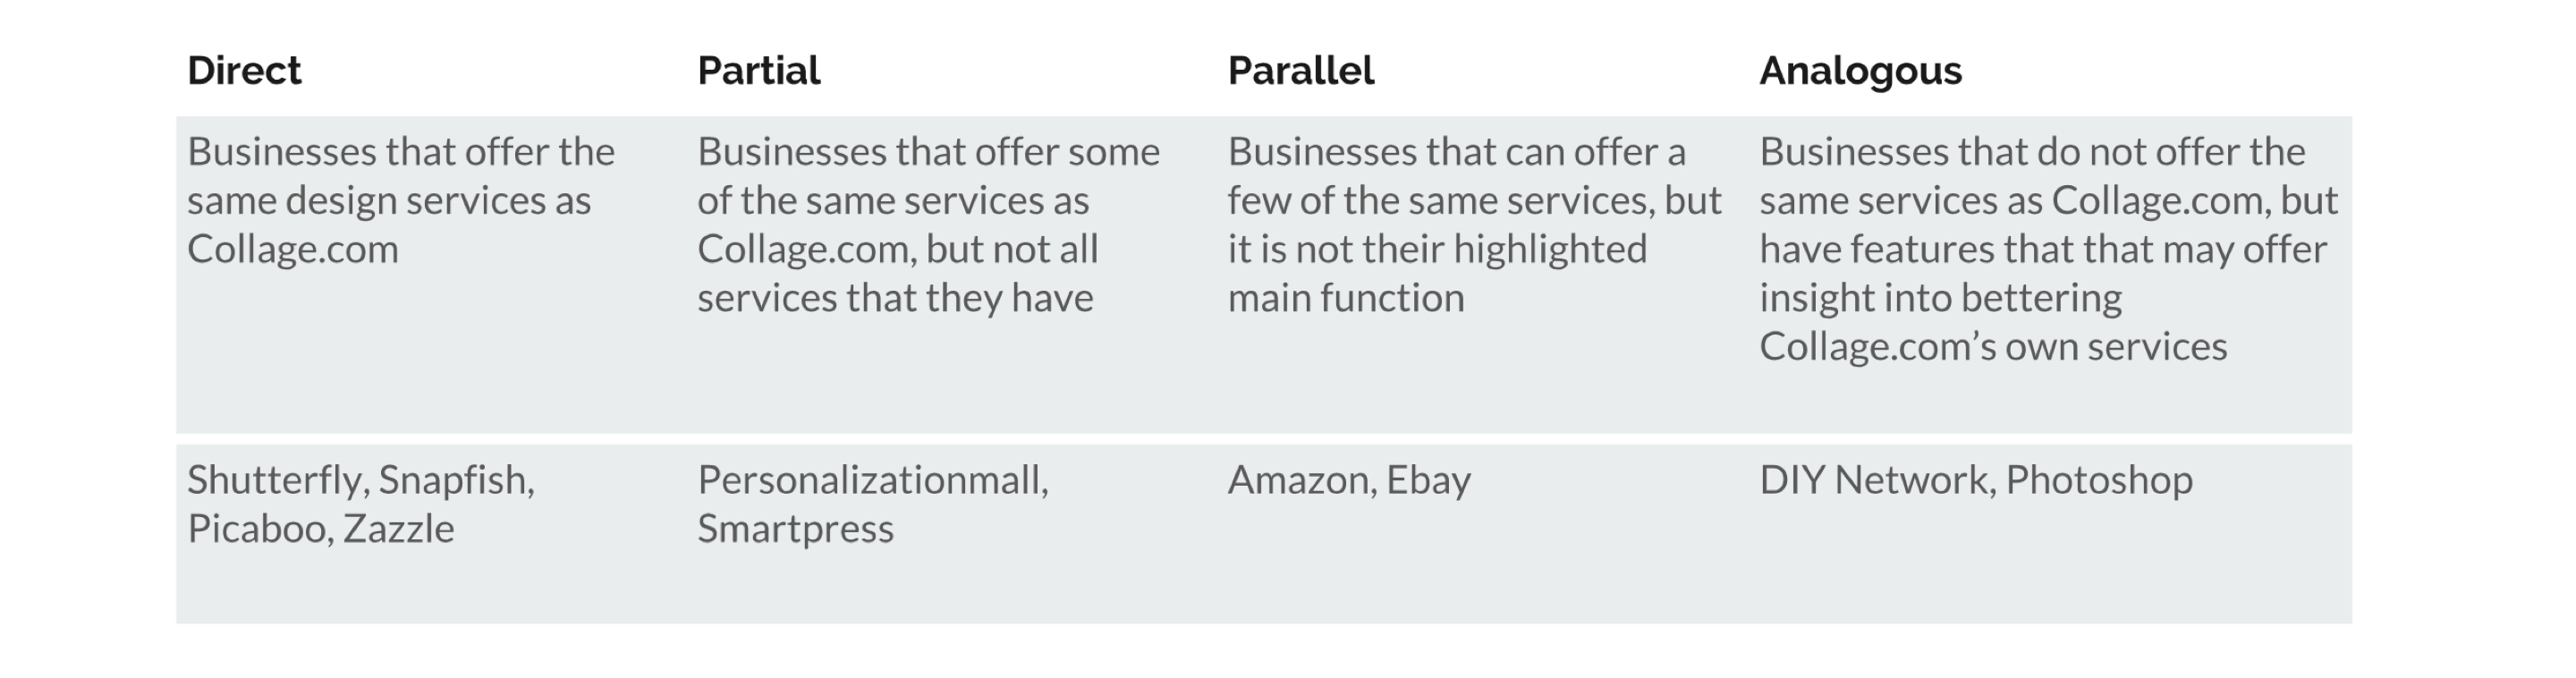 Direct
Partial
Parallel
Analogous
Businesses that offer the
same design services as
Collage.com
Businesses that offer some
of the same services as
Collage.com, but not all
services that they have
Businesses that can offer a
few of the same services, but
it is not their highlighted
main function
Businesses that do not offer the
same services as Collage.com, but
have features that that may offer
insight into bettering
Collage.com’s own services
Shutterfly, Snapfish,
Picaboo, Zazzle
Personalizationmall,
Smartpress
Amazon, Ebay
DIY Network, Photoshop